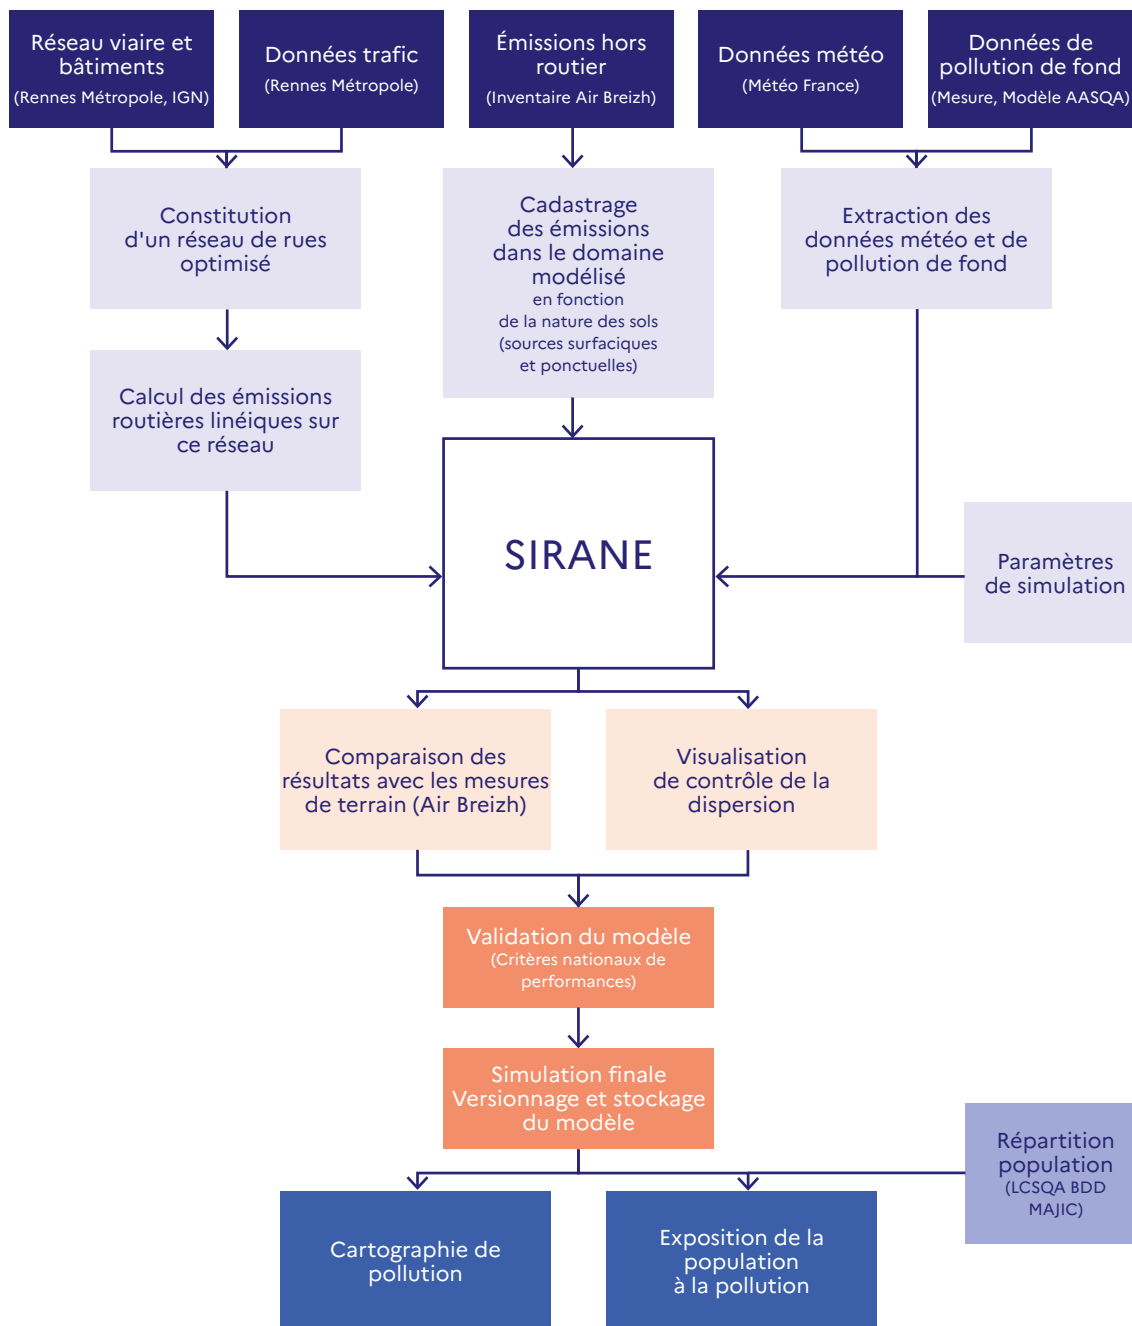 Réseau viaire et
bâtiments
(Rennes Métropole, IGN)
Données trafic
(Rennes Métropole)
Émissions hors
routier
(Inventaire Air Breizh)
Données météo
(Météo France)
Données de
pollution de fond
(Mesure, Modèle AASQA)
Constitution
d'un réseau de rues
optimisé
Cadastrage
des émissions
dans le domaine
modélisé
en fonction
de la nature des sols
(sources surfaciques
et ponctuelles)
Extraction des
données météo et de
pollution de fond
Calcul des émissions
routières linéiques sur
ce réseau
SIRANE
Paramètres
de simulation
Comparaison des
résultats avec les mesures
de terrain (Air Breizh)
Visualisation
de contrôle de la
dispersion
Validation du modèle
(Critères nationaux de
performances)
Simulation finale
Versionnage et stockage
du modèle
Répartition
population
(LCSQA BDD
MAJIC)
Cartographie de
pollution
Exposition de la
population
à la pollution